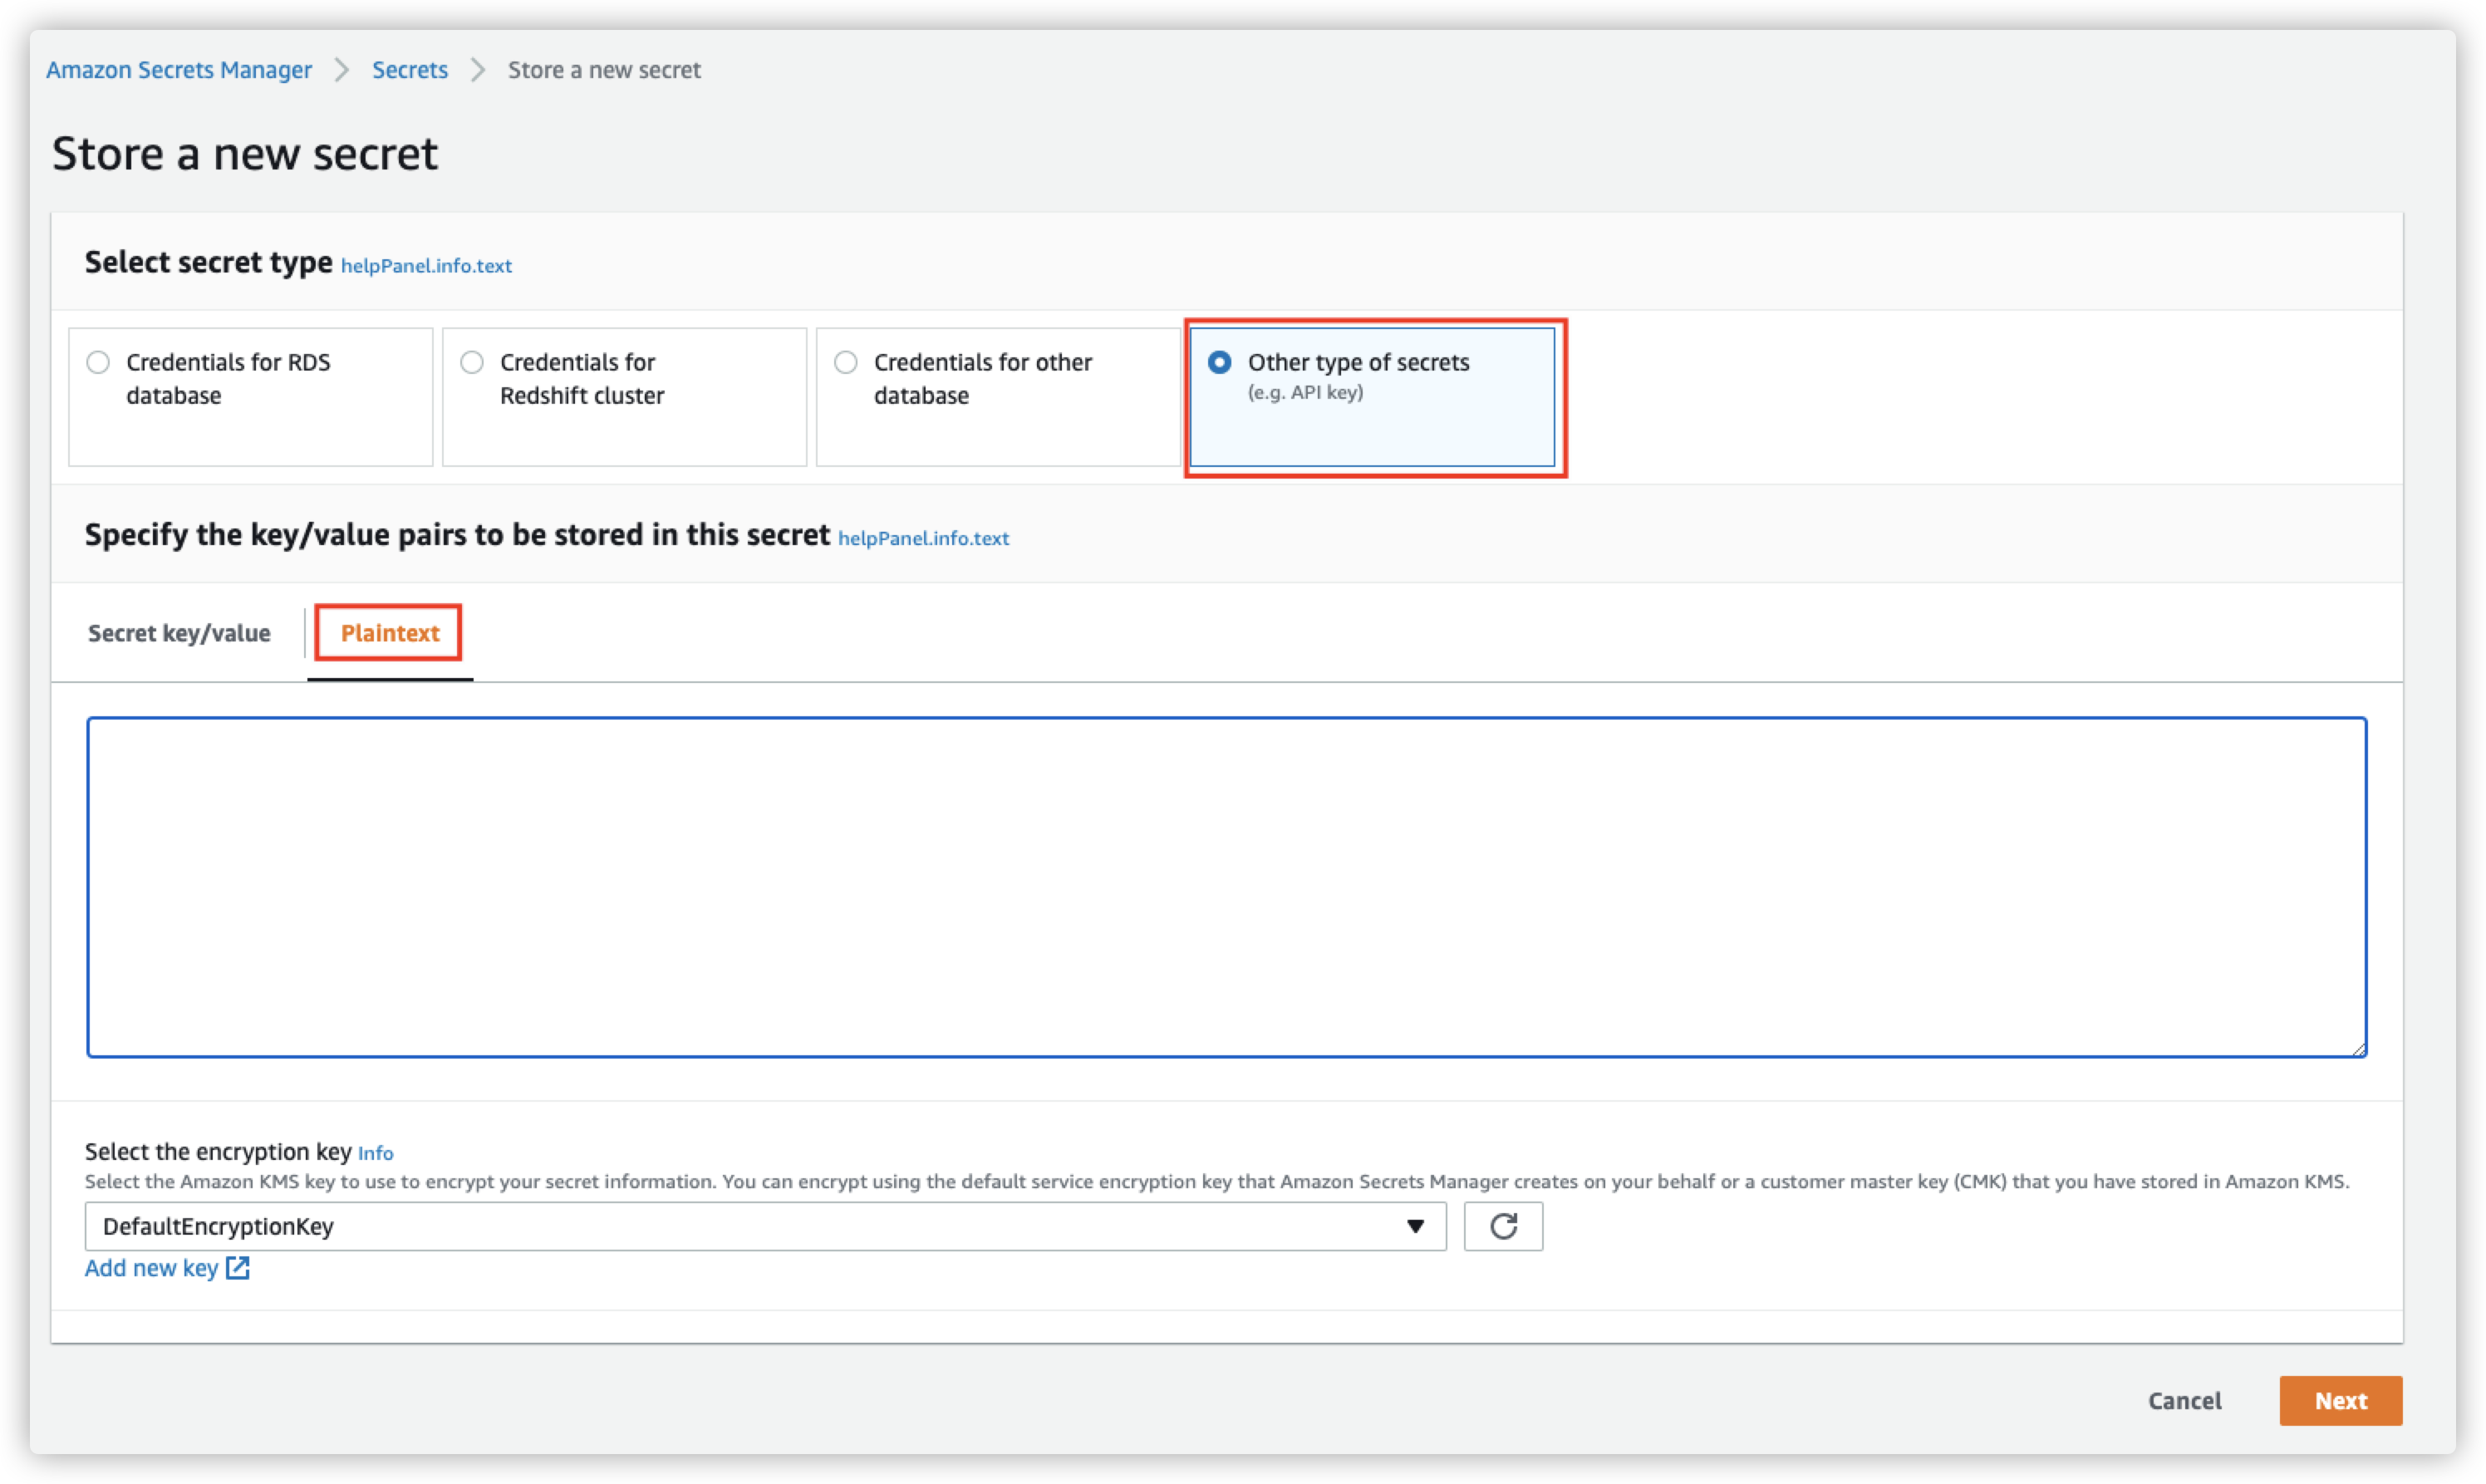 Amazon Secrets Manager > Secrets > Store a new secret
Store a new secret
Select secret type helpPanel.info.text
Credentials for RDS
database
Credentials for
Redshift cluster
Credentials for other
database
Other type of secrets
(e.g. API key)
Specify the key/value pairs to be stored in this secret helpPanel.info.text
Secret key/value
Plaintext
Select the encryption key Info
Select the Amazon KMS key to use to encrypt your secret information. You can encrypt using the default service encryption key that Amazon Secrets Manager creates on your behalf or a customer master key (CMK) that you have stored in Amazon KMS.
DefaultEncryptionKey
Add new key
Cancel
Next